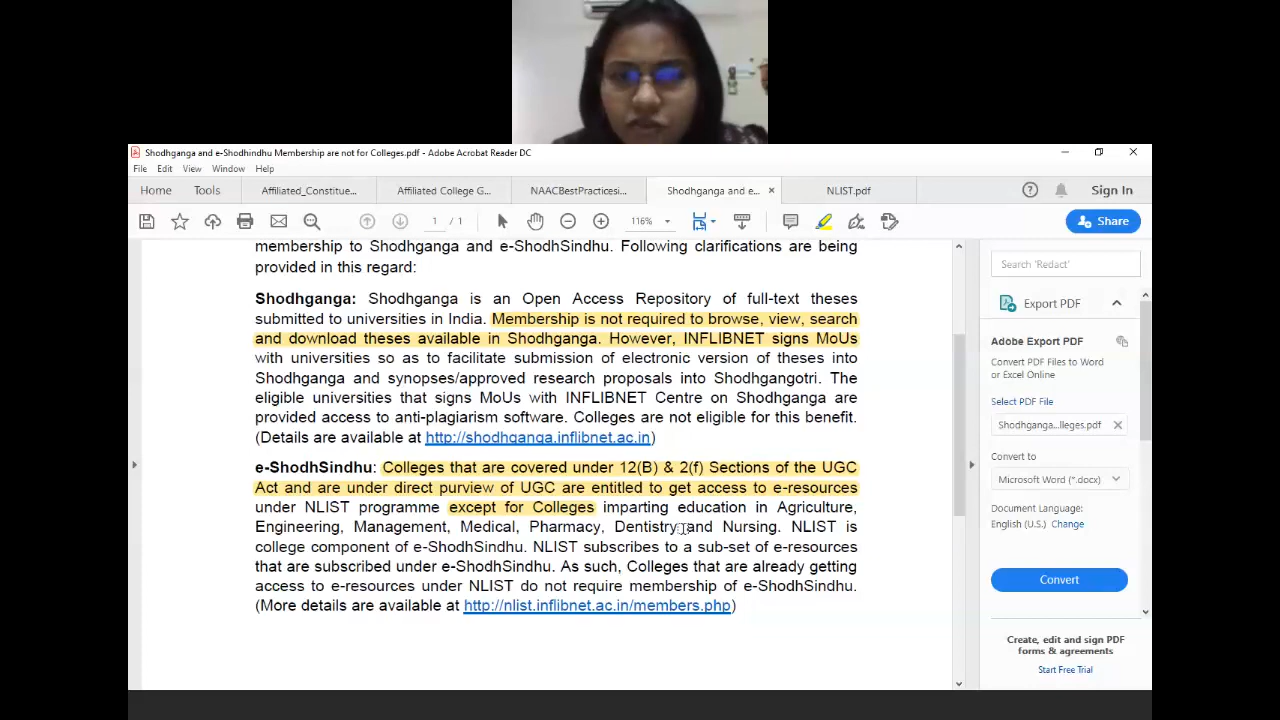 Shodhganga and e-Shodhindhu Membership are not for Colleges.pdf - Adobe Acrobat Reader DC
File Edit View Window Help
Home Tools Affiliated_Constitue... Affiliated College G... NAACBestPracticesi... Shodhganga and e... × NLIST.pdf Sign In
1 / 1 116% Share
membership to Shodhganga and e-ShodhSindhu. Following clarifications are being
provided in this regard:
Shodhganga: Shodhganga is an Open Access Repository of full-text theses
submitted to universities in India. Membership is not required to browse, view, search
and download theses available in Shodhganga. However, INFLIBNET signs MoUs
with universities so as to facilitate submission of electronic version of theses into
Shodhganga and synopses/approved research proposals into Shodhgangotri. The
eligible universities that signs MoUs with INFLIBNET Centre on Shodhganga are
provided access to anti-plagiarism software. Colleges are not eligible for this benefit.
(Details are available at http://shodhganga.inflibnet.ac.in)
e-ShodhSindhu: Colleges that are covered under 12(B) & 2(f) Sections of the UGC
Act and are under direct purview of UGC are entitled to get access to e-resources
under NLIST programme except for Colleges imparting education in Agriculture,
Engineering, Management, Medical, Pharmacy, Dentistry and Nursing. NLIST is
college component of e-ShodhSindhu. NLIST subscribes to a sub-set of e-resources
that are subscribed under e-ShodhSindhu. As such, Colleges that are already getting
access to e-resources under NLIST do not require membership of e-ShodhSindhu.
(More details are available at http://nlist.inflibnet.ac.in/members.php)
Search 'Redact'
Export PDF
Adobe Export PDF
Convert PDF Files to Word
or Excel Online
Select PDF File
Shodhganga...lleges.pdf ×
Convert to
Microsoft Word (*.docx)
Document Language:
English (U.S.) Change
Convert
Create, edit and sign PDF
forms & agreements
Start Free Trial